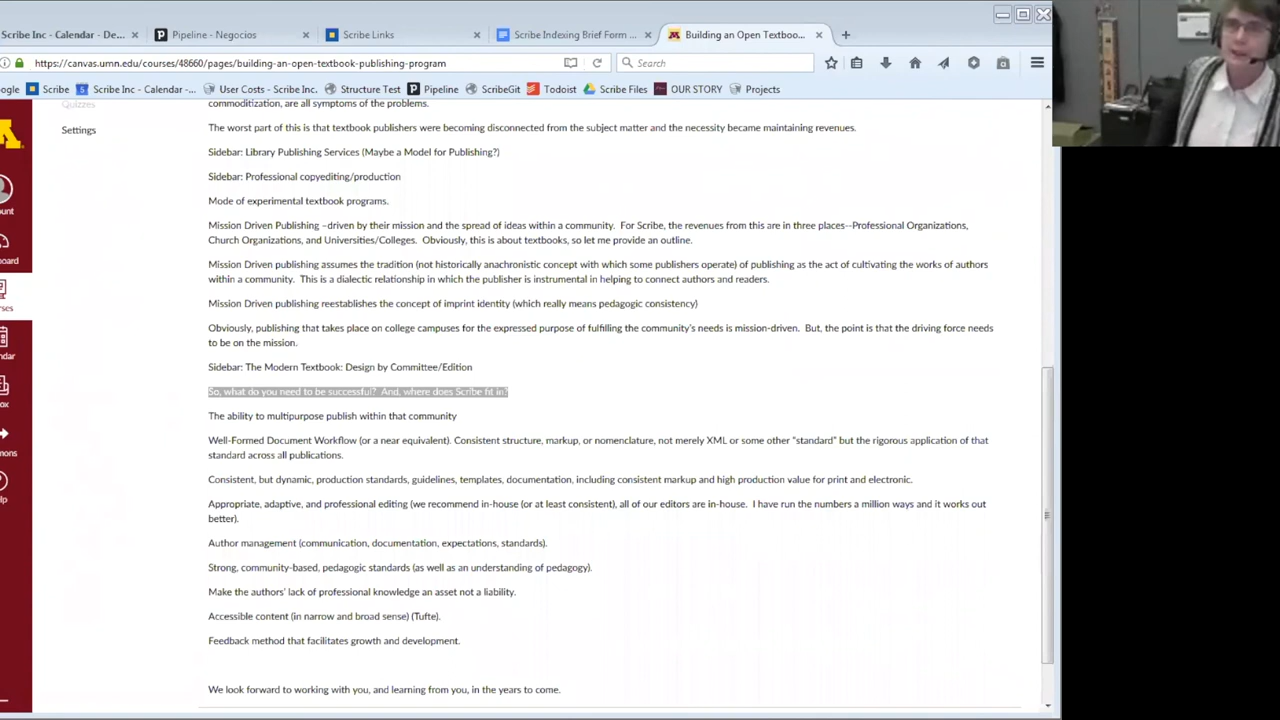 Scribe Inc - Calendar - De...
Pipeline - Negocios
Scribe Links
Scribe Indexing Brief Form ...
Building an Open Textboo...
https://canvas.umn.edu/courses/48660/pages/building-an-open-textbook-publishing-program
Search
ogle
Scribe
Scribe Inc - Calendar -...
User Costs - Scribe Inc.
Structure Test
Pipeline
ScribeGit
Todoist
Scribe Files
OUR STORY
Projects
Quizzes
Settings
ount
board
rses
ndar
ox
mons
lp
commoditization, are all symptoms of the problems.
The worst part of this is that textbook publishers were becoming disconnected from the subject matter and the necessity became maintaining revenues.
Sidebar: Library Publishing Services (Maybe a Model for Publishing?)
Sidebar: Professional copyediting/production
Mode of experimental textbook programs.
Mission Driven Publishing –driven by their mission and the spread of ideas within a community. For Scribe, the revenues from this are in three places--Professional Organizations,
Church Organizations, and Universities/Colleges. Obviously, this is about textbooks, so let me provide an outline.
Mission Driven publishing assumes the tradition (not historically anachronistic concept with which some publishers operate) of publishing as the act of cultivating the works of authors
within a community. This is a dialectic relationship in which the publisher is instrumental in helping to connect authors and readers.
Mission Driven publishing reestablishes the concept of imprint identity (which really means pedagogic consistency)
Obviously, publishing that takes place on college campuses for the expressed purpose of fulfilling the community's needs is mission-driven. But, the point is that the driving force needs
to be on the mission.
Sidebar: The Modern Textbook: Design by Committee/Edition
So, what do you need to be successful? And, where does Scribe fit in?
The ability to multipurpose publish within that community
Well-Formed Document Workflow (or a near equivalent). Consistent structure, markup, or nomenclature, not merely XML or some other "standard" but the rigorous application of that
standard across all publications.
Consistent, but dynamic, production standards, guidelines, templates, documentation, including consistent markup and high production value for print and electronic.
Appropriate, adaptive, and professional editing (we recommend in-house (or at least consistent), all of our editors are in-house. I have run the numbers a million ways and it works out
better).
Author management (communication, documentation, expectations, standards).
Strong, community-based, pedagogic standards (as well as an understanding of pedagogy).
Make the authors' lack of professional knowledge an asset not a liability.
Accessible content (in narrow and broad sense) (Tufte).
Feedback method that facilitates growth and development.
We look forward to working with you, and learning from you, in the years to come.